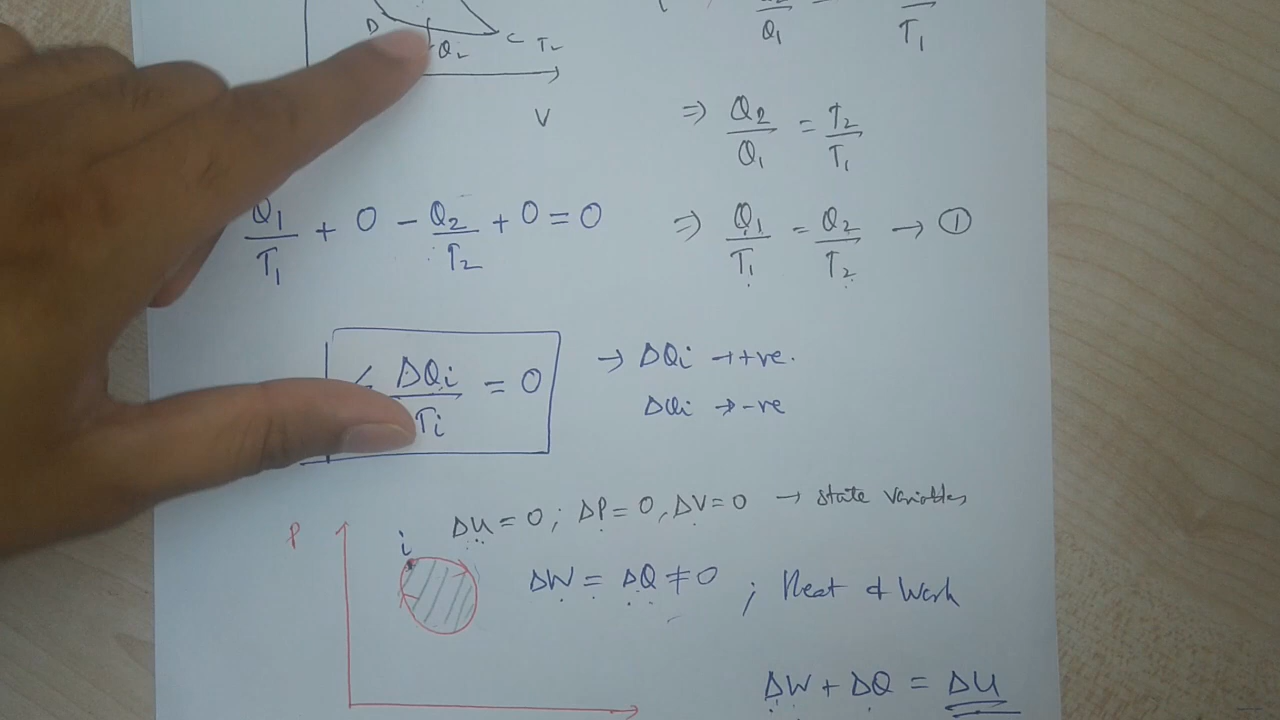 D
Q₂
C T₂
V
Q₁
T₁
⇒ Q₂/Q₁ = T₂/T₁
Q₁/T₁ + 0 - Q₂/T₂ + 0 = 0
⇒ Q₁/T₁ = Q₂/T₂ → ①
ΔQi/Ti = 0
→ ΔQi → +ve.
ΔQi → -ve
ΔU = 0 ; ΔP = 0, ΔV = 0 → state variables
P
i
ΔW = ΔQ ≠ 0 ; Heat & Work
ΔW + ΔQ = ΔU